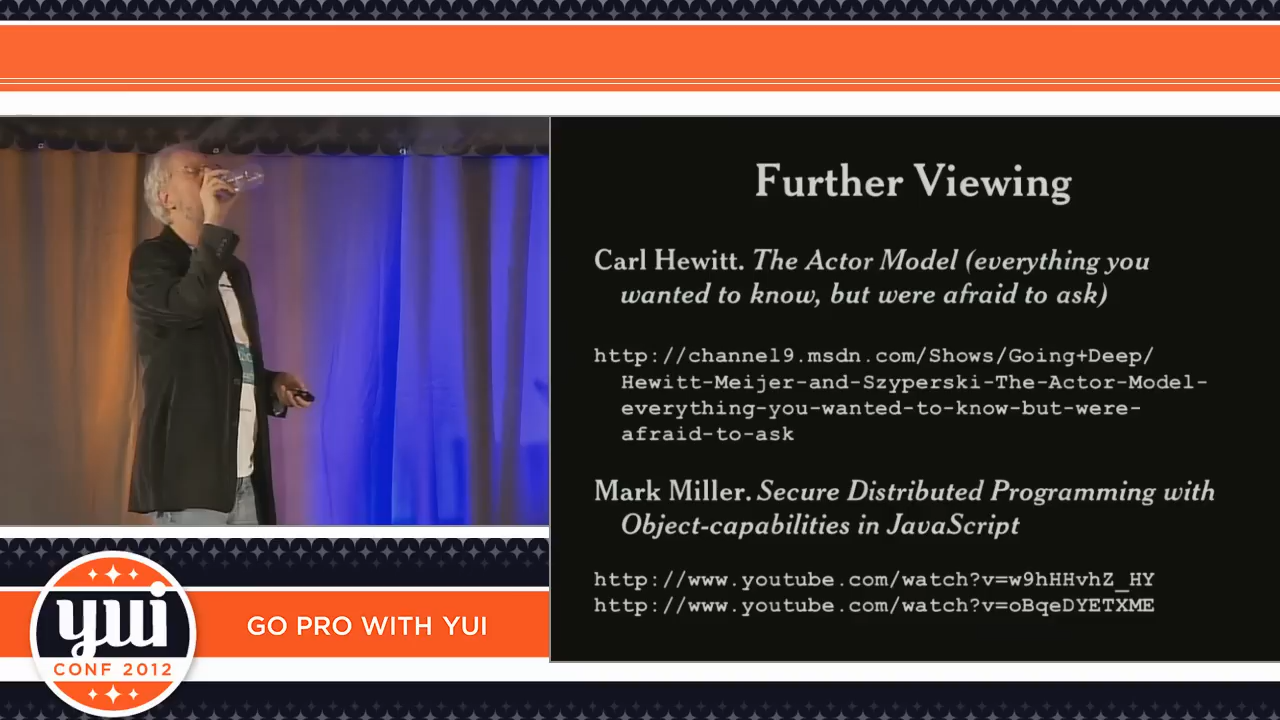 Further Viewing
Carl Hewitt. The Actor Model (everything you
wanted to know, but were afraid to ask)
http://channel9.msdn.com/Shows/Going+Deep/
Hewitt-Meijer-and-Szyperski-The-Actor-Model-
everything-you-wanted-to-know-but-were-
afraid-to-ask
Mark Miller. Secure Distributed Programming with
Object-capabilities in JavaScript
http://www.youtube.com/watch?v=w9hHHvhZ_HY
http://www.youtube.com/watch?v=oBqeDYETXME
yui
CONF 2012
GO PRO WITH YUI